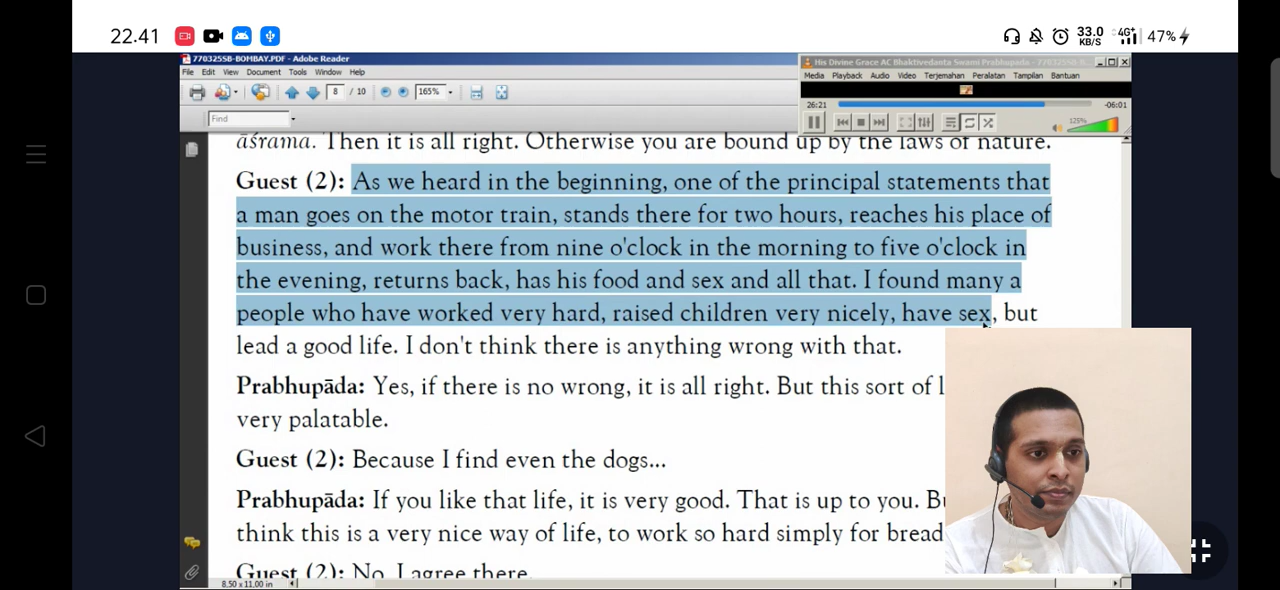 22.41
33.0 KB/S 4G+ 47%
770325SB-BOMBAY.PDF - Adobe Reader
File Edit View Document Tools Window Help
8 / 10 165%
Find
His Divine Grace AC Bhaktivedanta Swami Prabhupada - 770325SB-B
Media Playback Audio Video Terjemahan Peralatan Tampilan Bantuan
26:21 -06:01
125%
āśrama. Then it is all right. Otherwise you are bound up by the laws of nature.
Guest (2): As we heard in the beginning, one of the principal statements that
a man goes on the motor train, stands there for two hours, reaches his place of
business, and work there from nine o'clock in the morning to five o'clock in
the evening, returns back, has his food and sex and all that. I found many a
people who have worked very hard, raised children very nicely, have sex, but
lead a good life. I don't think there is anything wrong with that.
Prabhupāda: Yes, if there is no wrong, it is all right. But this sort of
very palatable.
Guest (2): Because I find even the dogs...
Prabhupāda: If you like that life, it is very good. That is up to you.
think this is a very nice way of life, to work so hard simply for bread
Guest (2): No, I agree there.
8.50 x 11.00 in